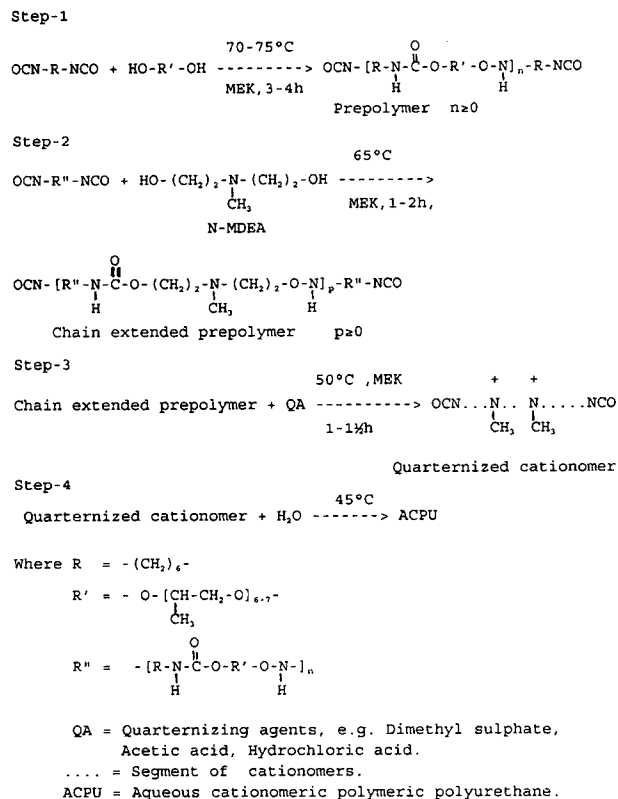 Step-1
70-75°C
O
OCN-R-NCO + HO-R'-OH ---------> OCN-[R-N-C-O-R'-O-N]ₙ-R-NCO
MEK,3-4h
H H
Prepolymer n≥0
Step-2
65°C
OCN-R"-NCO + HO-(CH₂)₂-N-(CH₂)₂-OH --------->
CH₃
MEK,1-2h,
N-MDEA
O
OCN-[R"-N-C-O-(CH₂)₂-N-(CH₂)₂-O-N]ₚ-R"-NCO
H CH₃ H
Chain extended prepolymer p≥0
Step-3
50°C ,MEK + +
Chain extended prepolymer + QA ----------> OCN...N.. N.....NCO
1-1½h CH₃ CH₃
Quarternized cationomer
Step-4
45°C
Quarternized cationomer + H₂O -------> ACPU
Where R = -(CH₂)₆-
R' = - O-[CH-CH₂-O]₆.₇-
CH₃
O
R" = -[R-N-C-O-R'-O-N-]ₙ
H H
QA = Quarternizing agents, e.g. Dimethyl sulphate,
Acetic acid, Hydrochloric acid.
.... = Segment of cationomers.
ACPU = Aqueous cationomeric polymeric polyurethane.